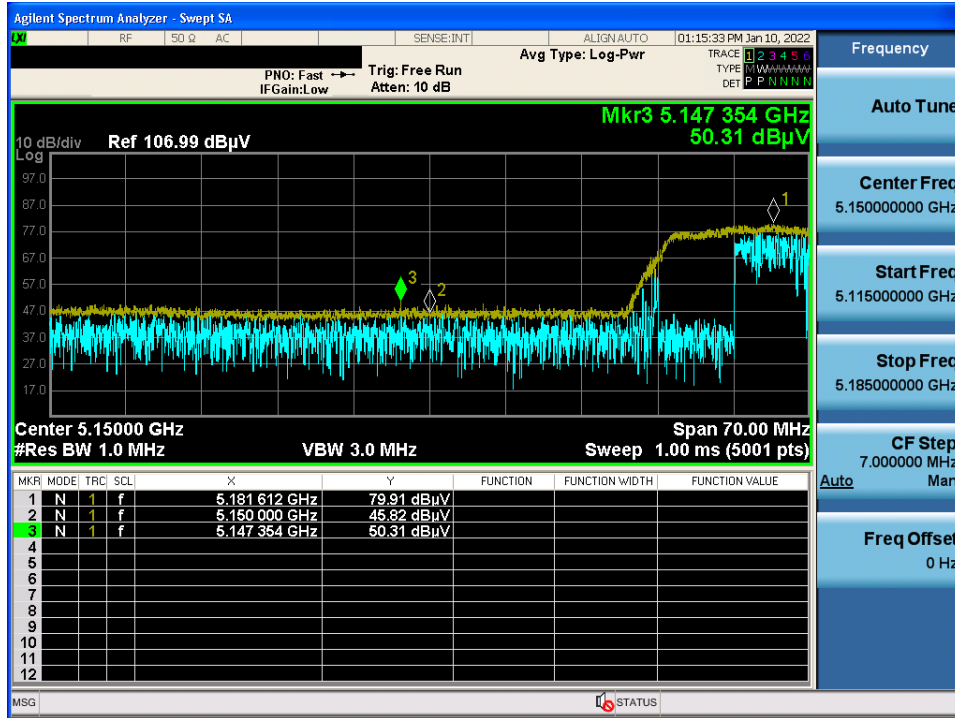 Agilent Spectrum Analyzer - Swept SA
LXI RF 50 Ω AC SENSE:INT ALIGN AUTO 01:15:33 PM Jan 10, 2022
Avg Type: Log-Pwr
TRACE 1 2 3 4 5 6
TYPE M W W W W W
DET P P N N N N
PNO: Fast
IFGain:Low
Trig: Free Run
Atten: 10 dB
Mkr3 5.147 354 GHz
50.31 dBµV
10 dB/div Ref 106.99 dBµV
Log
97.0
87.0
77.0
67.0
57.0
47.0
37.0
27.0
17.0
1
3
2
Center 5.15000 GHz Span 70.00 MHz
#Res BW 1.0 MHz VBW 3.0 MHz Sweep 1.00 ms (5001 pts)
MKR MODE TRC SCL X Y FUNCTION FUNCTION WIDTH FUNCTION VALUE
1 N 1 f 5.181 612 GHz 79.91 dBµV
2 N 1 f 5.150 000 GHz 45.82 dBµV
3 N 1 f 5.147 354 GHz 50.31 dBµV
4
5
6
7
8
9
10
11
12
MSG STATUS
Frequency
Auto Tune
Center Freq
5.150000000 GHz
Start Freq
5.115000000 GHz
Stop Freq
5.185000000 GHz
CF Step
7.000000 MHz
Auto Man
Freq Offset
0 Hz